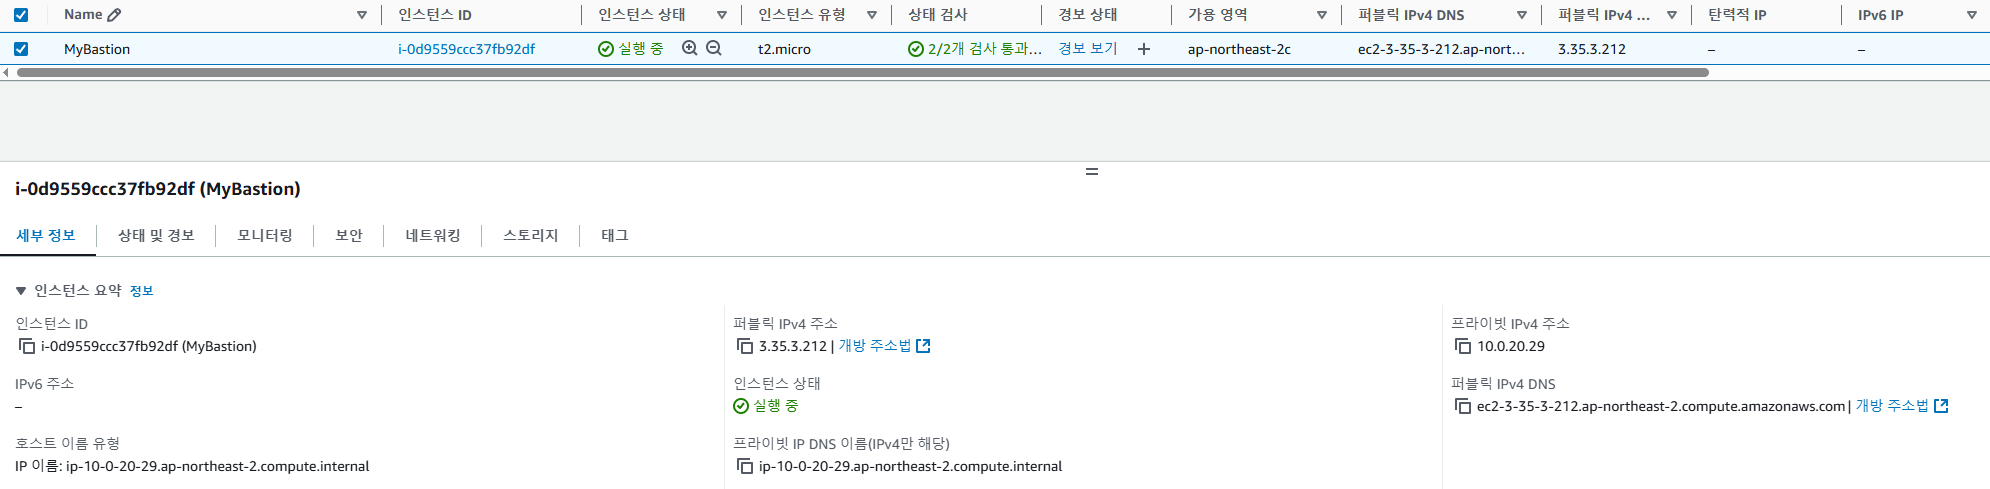 Name 인스턴스 ID 인스턴스 상태 인스턴스 유형 상태 검사 경보 상태 가용 영역 퍼블릭 IPv4 DNS 퍼블릭 IPv4 ... 탄력적 IP IPv6 IP
MyBastion i-0d9559ccc37fb92df 실행 중 t2.micro 2/2개 검사 통과... 경보 보기 + ap-northeast-2c ec2-3-35-3-212.ap-nort... 3.35.3.212 – –
i-0d9559ccc37fb92df (MyBastion)
세부 정보 상태 및 경보 모니터링 보안 네트워킹 스토리지 태그
인스턴스 요약 정보
인스턴스 ID
i-0d9559ccc37fb92df (MyBastion)
퍼블릭 IPv4 주소
3.35.3.212 | 개방 주소법
프라이빗 IPv4 주소
10.0.20.29
IPv6 주소
–
인스턴스 상태
실행 중
퍼블릭 IPv4 DNS
ec2-3-35-3-212.ap-northeast-2.compute.amazonaws.com | 개방 주소법
호스트 이름 유형
IP 이름: ip-10-0-20-29.ap-northeast-2.compute.internal
프라이빗 IP DNS 이름(IPv4만 해당)
ip-10-0-20-29.ap-northeast-2.compute.internal